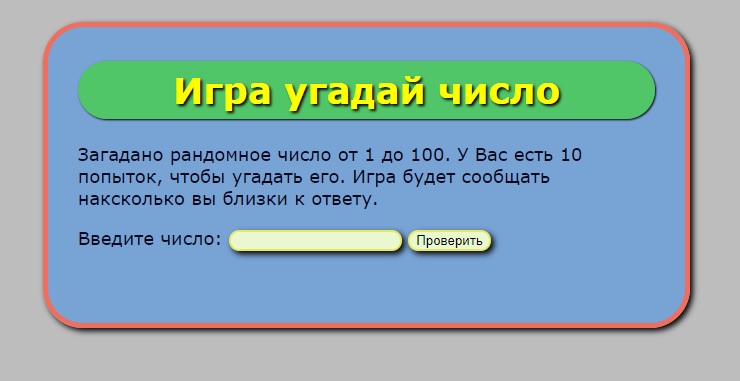 Игра угадай число
Загадано рандомное число от 1 до 100. У Вас есть 10
попыток, чтобы угадать его. Игра будет сообщать
накссколько вы близки к ответу.
Введите число: Проверить